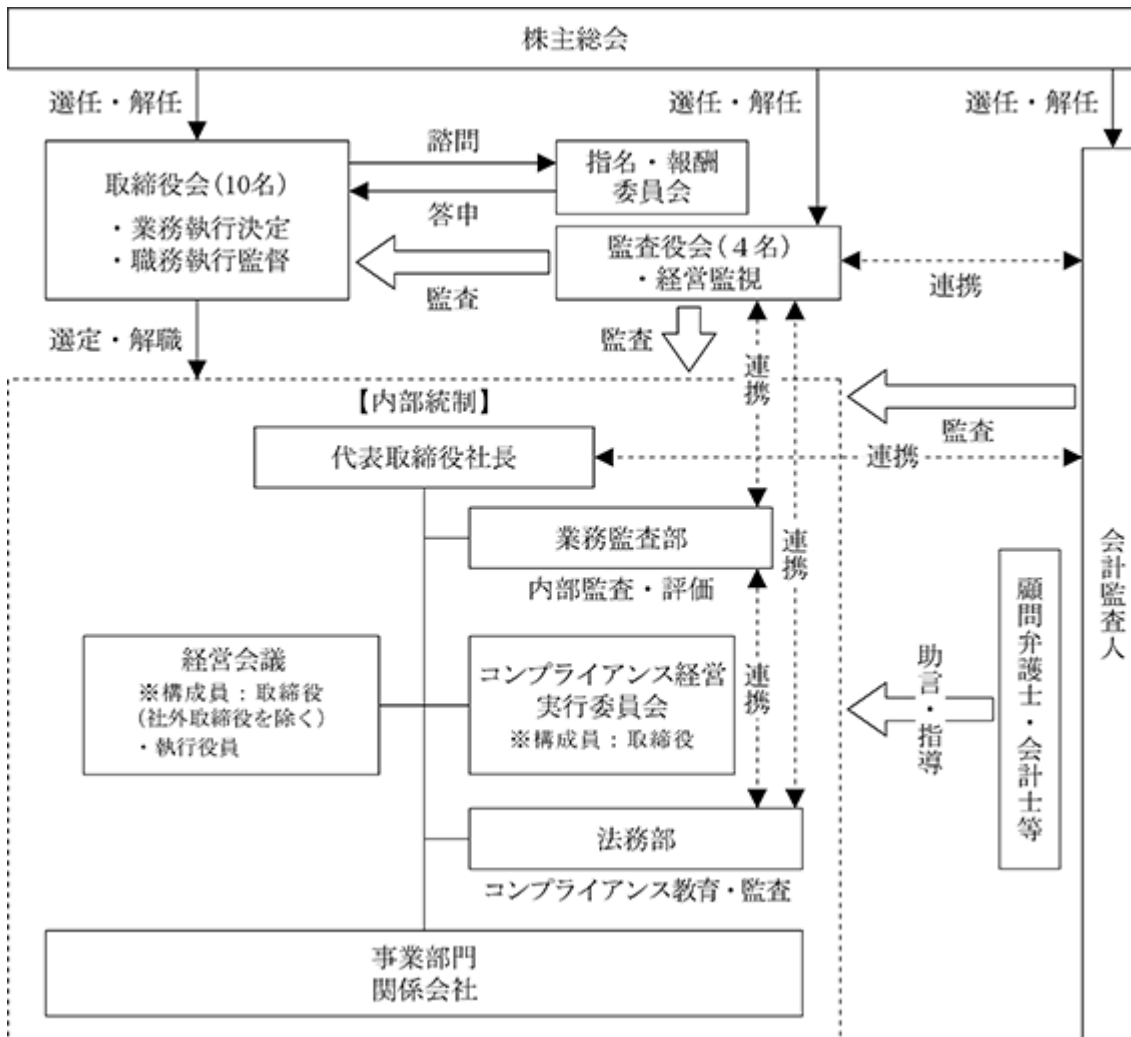 株主総会
選任・解任
選任・解任
選任・解任
取締役会(10名)
・業務執行決定
・職務執行監督
諮問
答申
指名・報酬
委員会
監査
監査役会(4名)
・経営監視
連携
選定・解職
監査
連携
【内部統制】
監査
代表取締役社長
連携
業務監査部
内部監査・評価
連携
会計監査人
経営会議
※構成員:取締役
(社外取締役を除く)
・執行役員
コンプライアンス経営
実行委員会
※構成員:取締役
連携
助言・指導
顧問弁護士・会計士等
法務部
コンプライアンス教育・監査
事業部門
関係会社